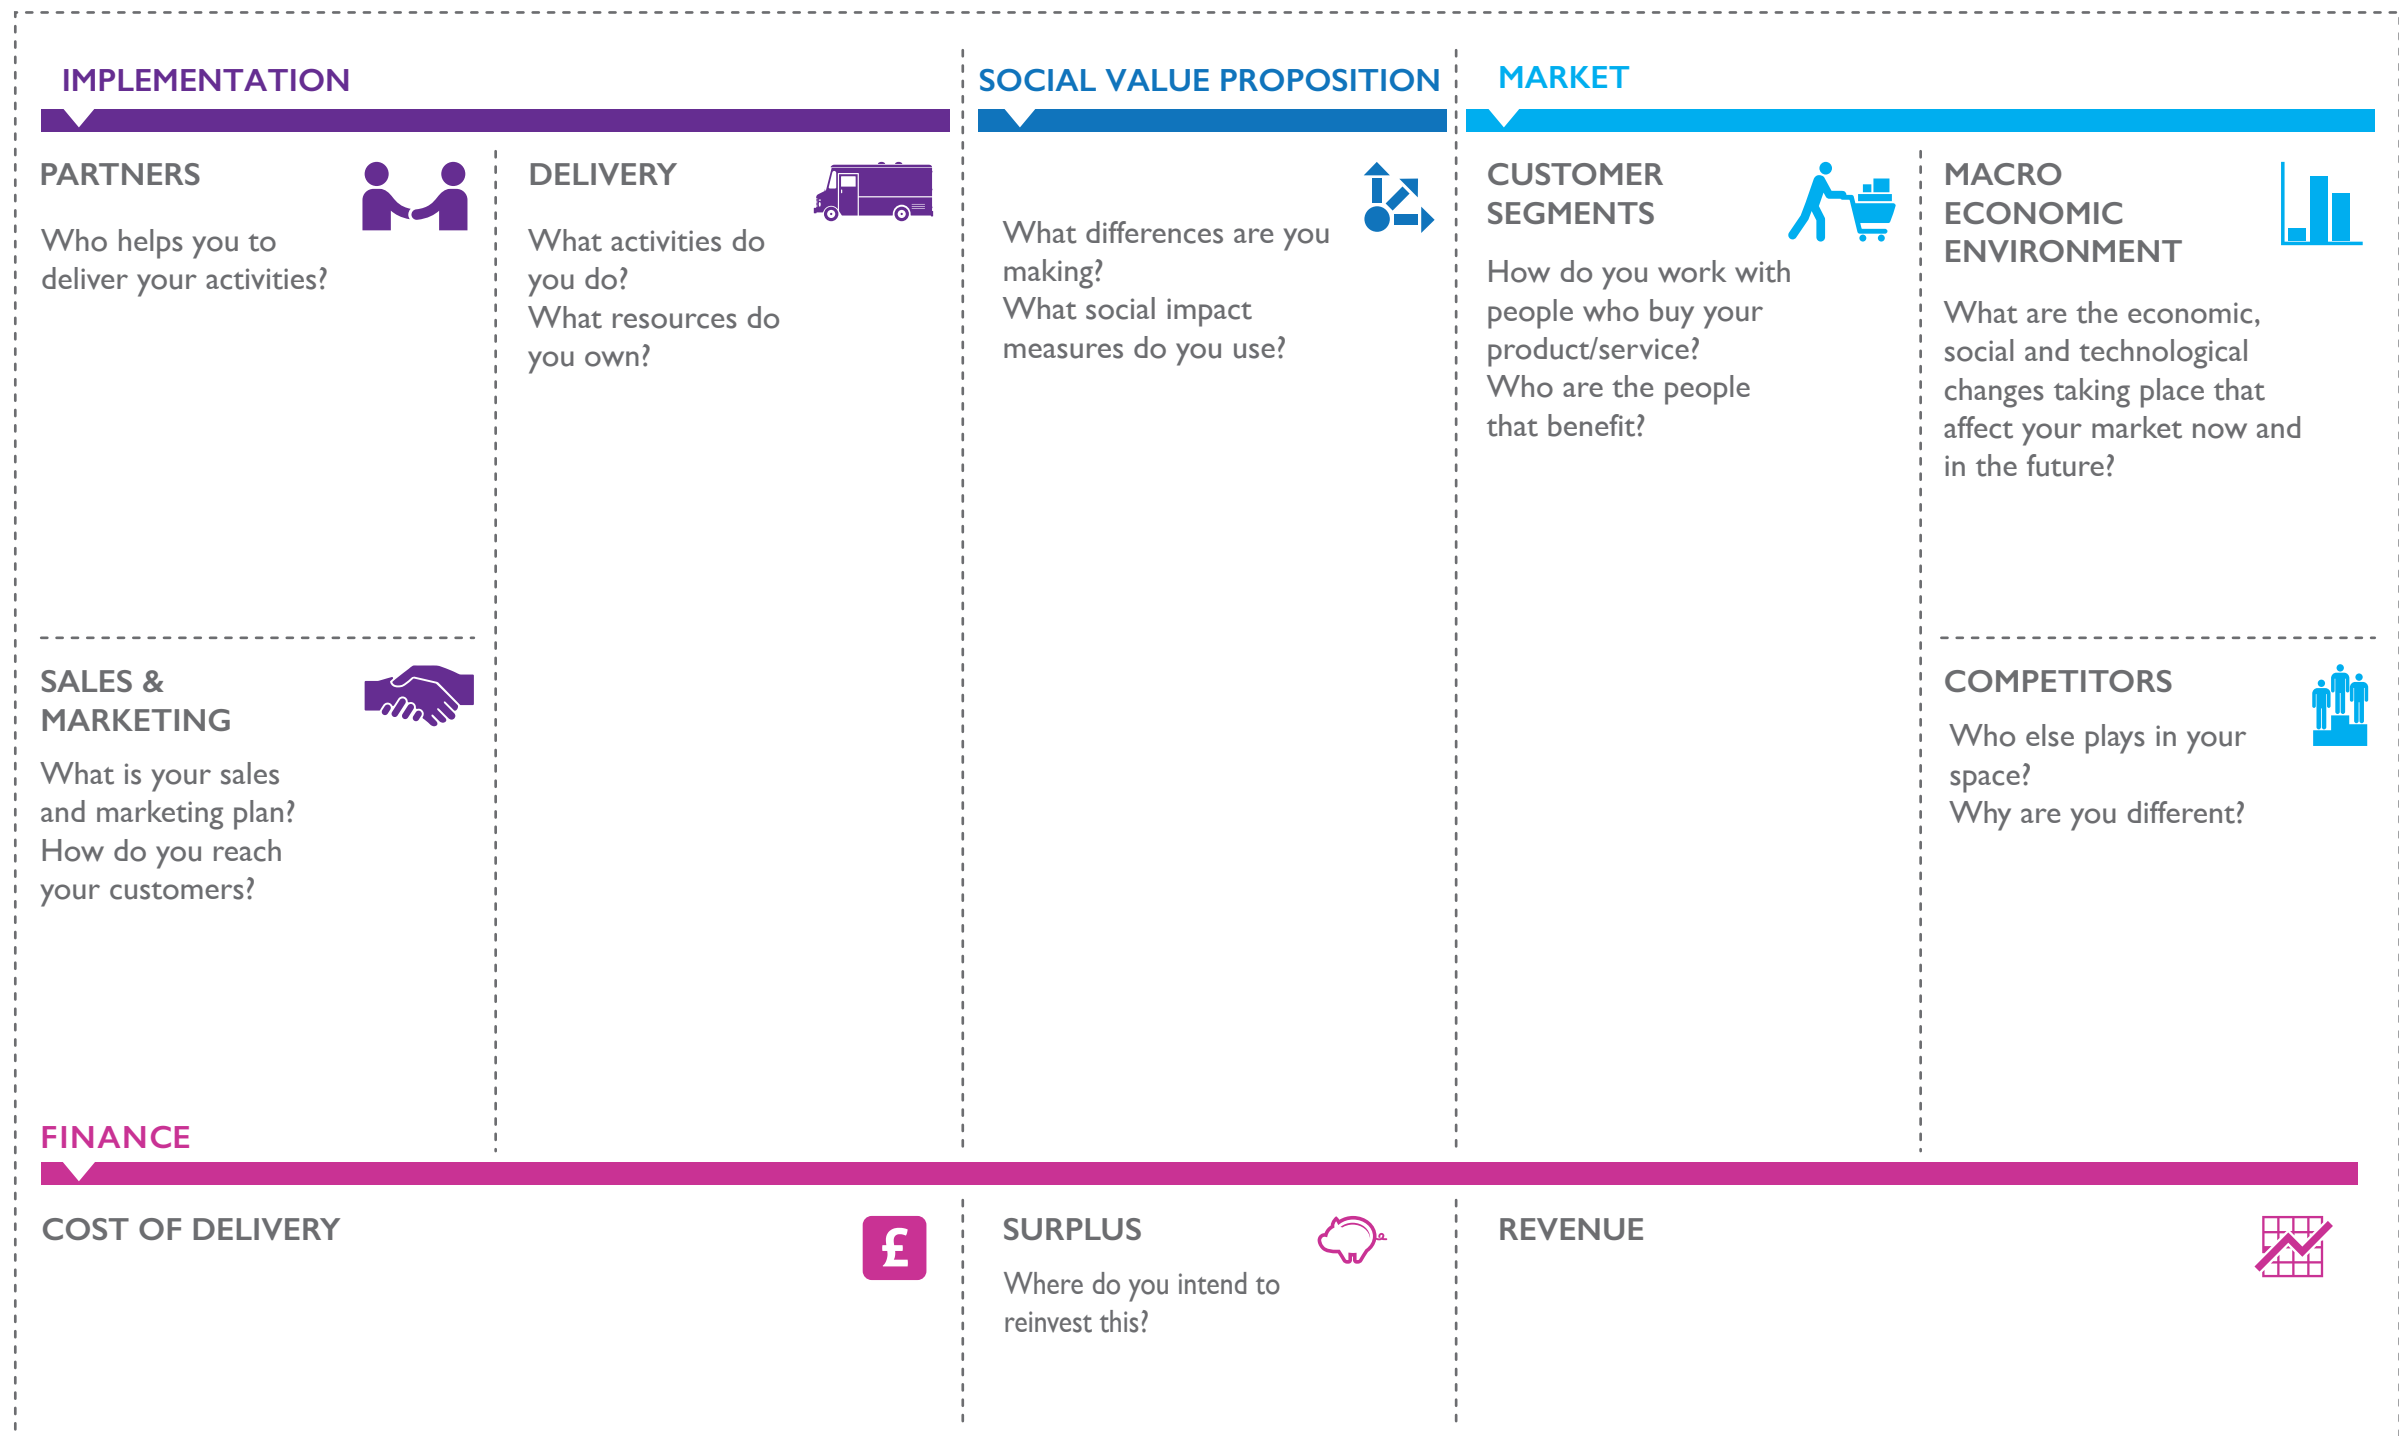 IMPLEMENTATION
PARTNERS
Who helps you to
deliver your activities?
DELIVERY
What activities do
you do?
What resources do
you own?
SALES &
MARKETING
What is your sales
and marketing plan?
How do you reach
your customers?
SOCIAL VALUE PROPOSITION
What differences are you
making?
What social impact
measures do you use?
MARKET
CUSTOMER
SEGMENTS
How do you work with
people who buy your
product/service?
Who are the people
that benefit?
MACRO
ECONOMIC
ENVIRONMENT
What are the economic,
social and technological
changes taking place that
affect your market now and
in the future?
COMPETITORS
Who else plays in your
space?
Why are you different?
FINANCE
COST OF DELIVERY
£
SURPLUS
Where do you intend to
reinvest this?
REVENUE